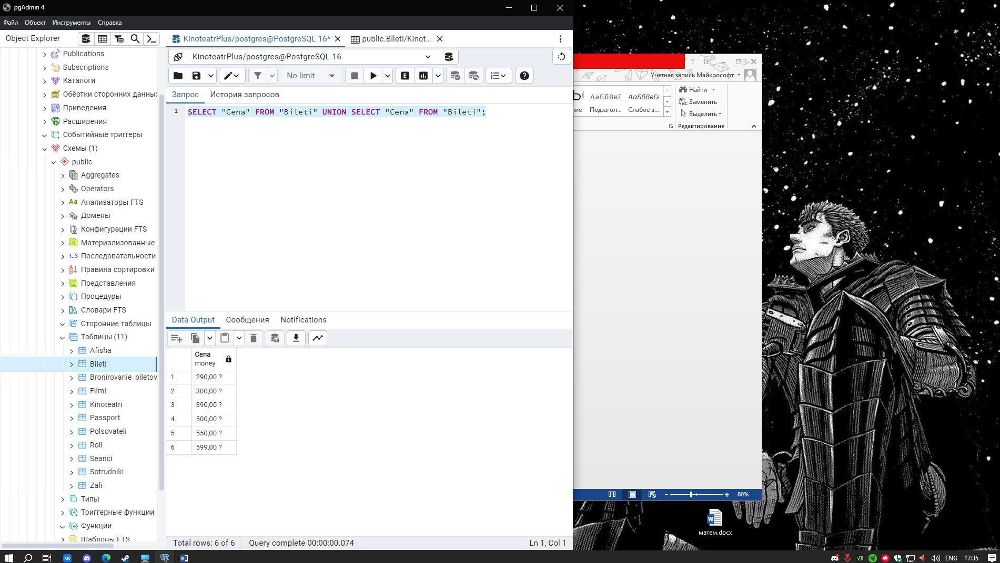 pgAdmin 4
Файл Объект Инструменты Справка
Object Explorer
KinoteatrPlus/postgres@PostgreSQL 16*
public.Bileti/Kinot...
KinoteatrPlus/postgres@PostgreSQL 16
No limit
E
Запрос История запросов
1 SELECT "Cena" FROM "Bileti" UNION SELECT "Cena" FROM "Bileti";
Publications
Subscriptions
Каталоги
Обёртки сторонних данных
Приведения
Расширения
Событийные триггеры
Схемы (1)
public
Aggregates
Operators
Aa Анализаторы FTS
Домены
Конфигурации FTS
Материализованные
1..3 Последовательности
Правила сортировки
Представления
Процедуры
Словари FTS
Сторонние таблицы
Таблицы (11)
Afisha
Bileti
Bronirovanie_biletov
Filmi
Kinoteatri
Passport
Polsovateli
Roli
Seanci
Sotrudniki
Zali
Типы
Триггерные функции
Функции
Шаблоны FTS
Data Output Сообщения Notifications
Cena
money
1 290,00 ?
2 300,00 ?
3 390,00 ?
4 500,00 ?
5 550,00 ?
6 599,00 ?
Total rows: 6 of 6 Query complete 00:00:00.074 Ln 1, Col 1
Учетная запись Майкрософт
АаБбВвГ АаБбВвГг
ние Подзагол... Слабое в...
Найти
Заменить
Выделить
Редактирование
80%
матем.docx
ENG 17:35